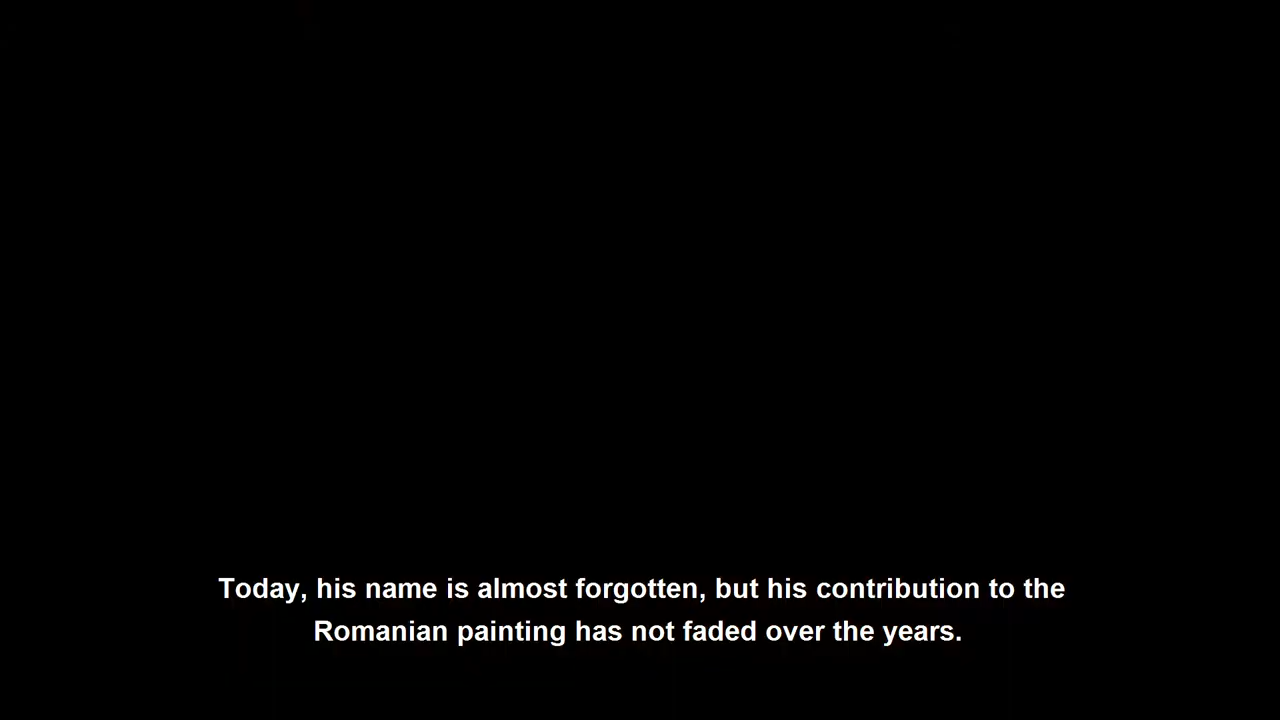 Today, his name is almost forgotten, but his contribution to the
Romanian painting has not faded over the years.